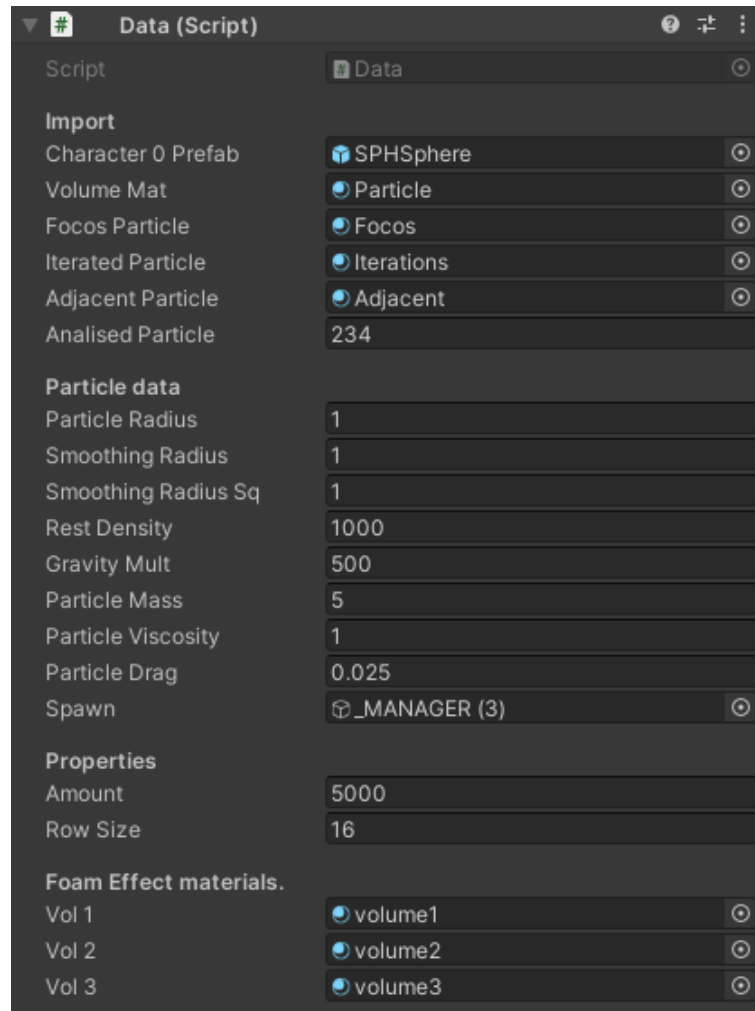 # Data (Script)
Script # Data
Import
Character 0 Prefab SPHSphere
Volume Mat Particle
Focos Particle Focos
Iterated Particle Iterations
Adjacent Particle Adjacent
Analised Particle 234
Particle data
Particle Radius 1
Smoothing Radius 1
Smoothing Radius Sq 1
Rest Density 1000
Gravity Mult 500
Particle Mass 5
Particle Viscosity 1
Particle Drag 0.025
Spawn _MANAGER (3)
Properties
Amount 5000
Row Size 16
Foam Effect materials.
Vol 1 volume1
Vol 2 volume2
Vol 3 volume3